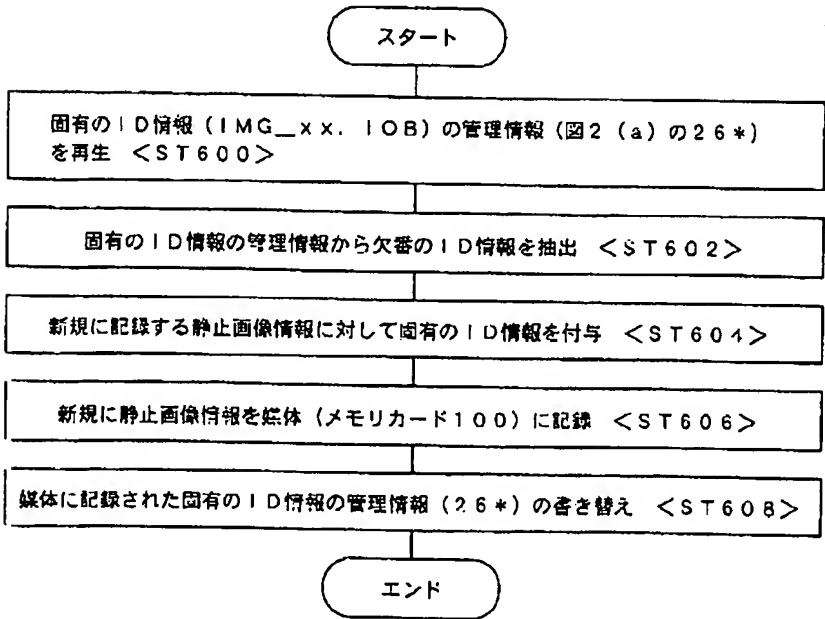 スタート
固有のID情報（IMG__xx．IOB）の管理情報（図2（a）の26*）
を再生 <ST600>
固有のID情報の管理情報から欠番のID情報を抽出 <ST602>
新規に記録する静止画像情報に対して固有のID情報を付与 <ST604>
新規に静止画像情報を媒体（メモリカード100）に記録 <ST606>
媒体に記録された固有のID情報の管理情報（26*）の書き替え <ST608>
エンド